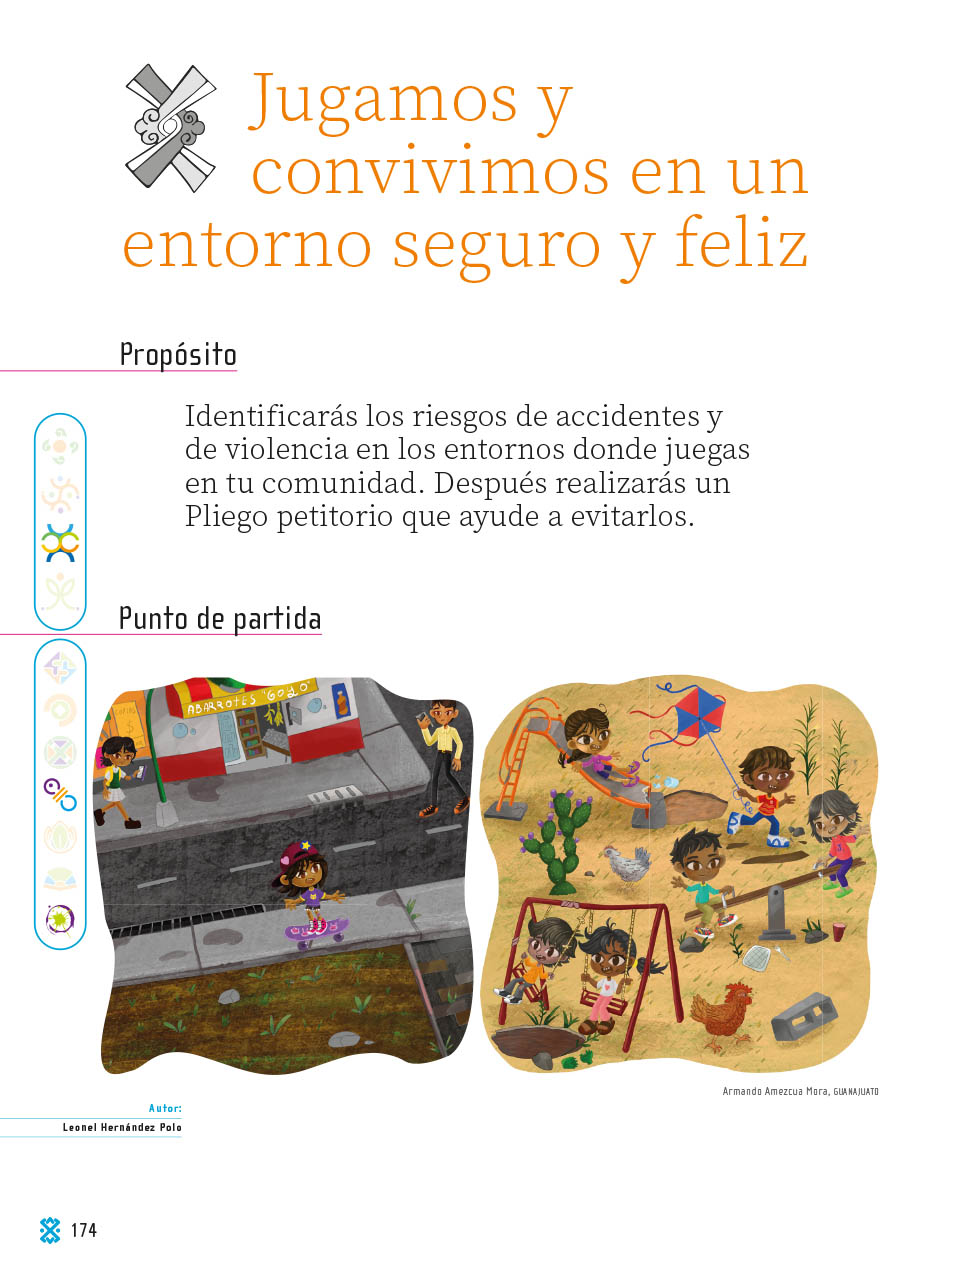 Jugamos y
convivimos en un
entorno seguro y feliz
Propósito
Identificarás los riesgos de accidentes y
de violencia en los entornos donde juegas
en tu comunidad. Después realizarás un
Pliego petitorio que ayude a evitarlos.
Punto de partida
COPIAS
$
ABARROTES "GOYO"
Armando Amezcua Mora, GUANAJUATO
Autor:
Leonel Hernández Polo
174